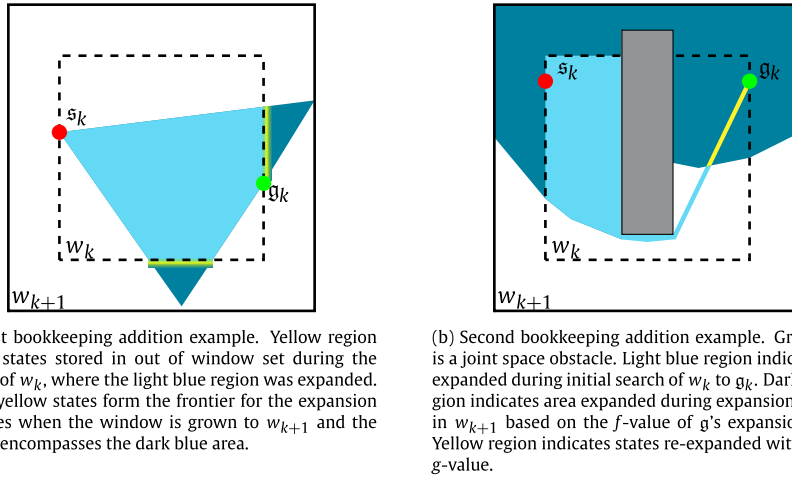 𝔰k
𝔤k
wk
wk+1
t bookkeeping addition example. Yellow region
states stored in out of window set during the
of wk, where the light blue region was expanded.
yellow states form the frontier for the expansion
es when the window is grown to wk+1 and the
encompasses the dark blue area.
𝔰k
𝔤k
wk
wk+1
(b) Second bookkeeping addition example. Gr
is a joint space obstacle. Light blue region indic
expanded during initial search of wk to 𝔤k. Dar
gion indicates area expanded during expansion
in wk+1 based on the f-value of 𝔤's expansio
Yellow region indicates states re-expanded wit
g-value.